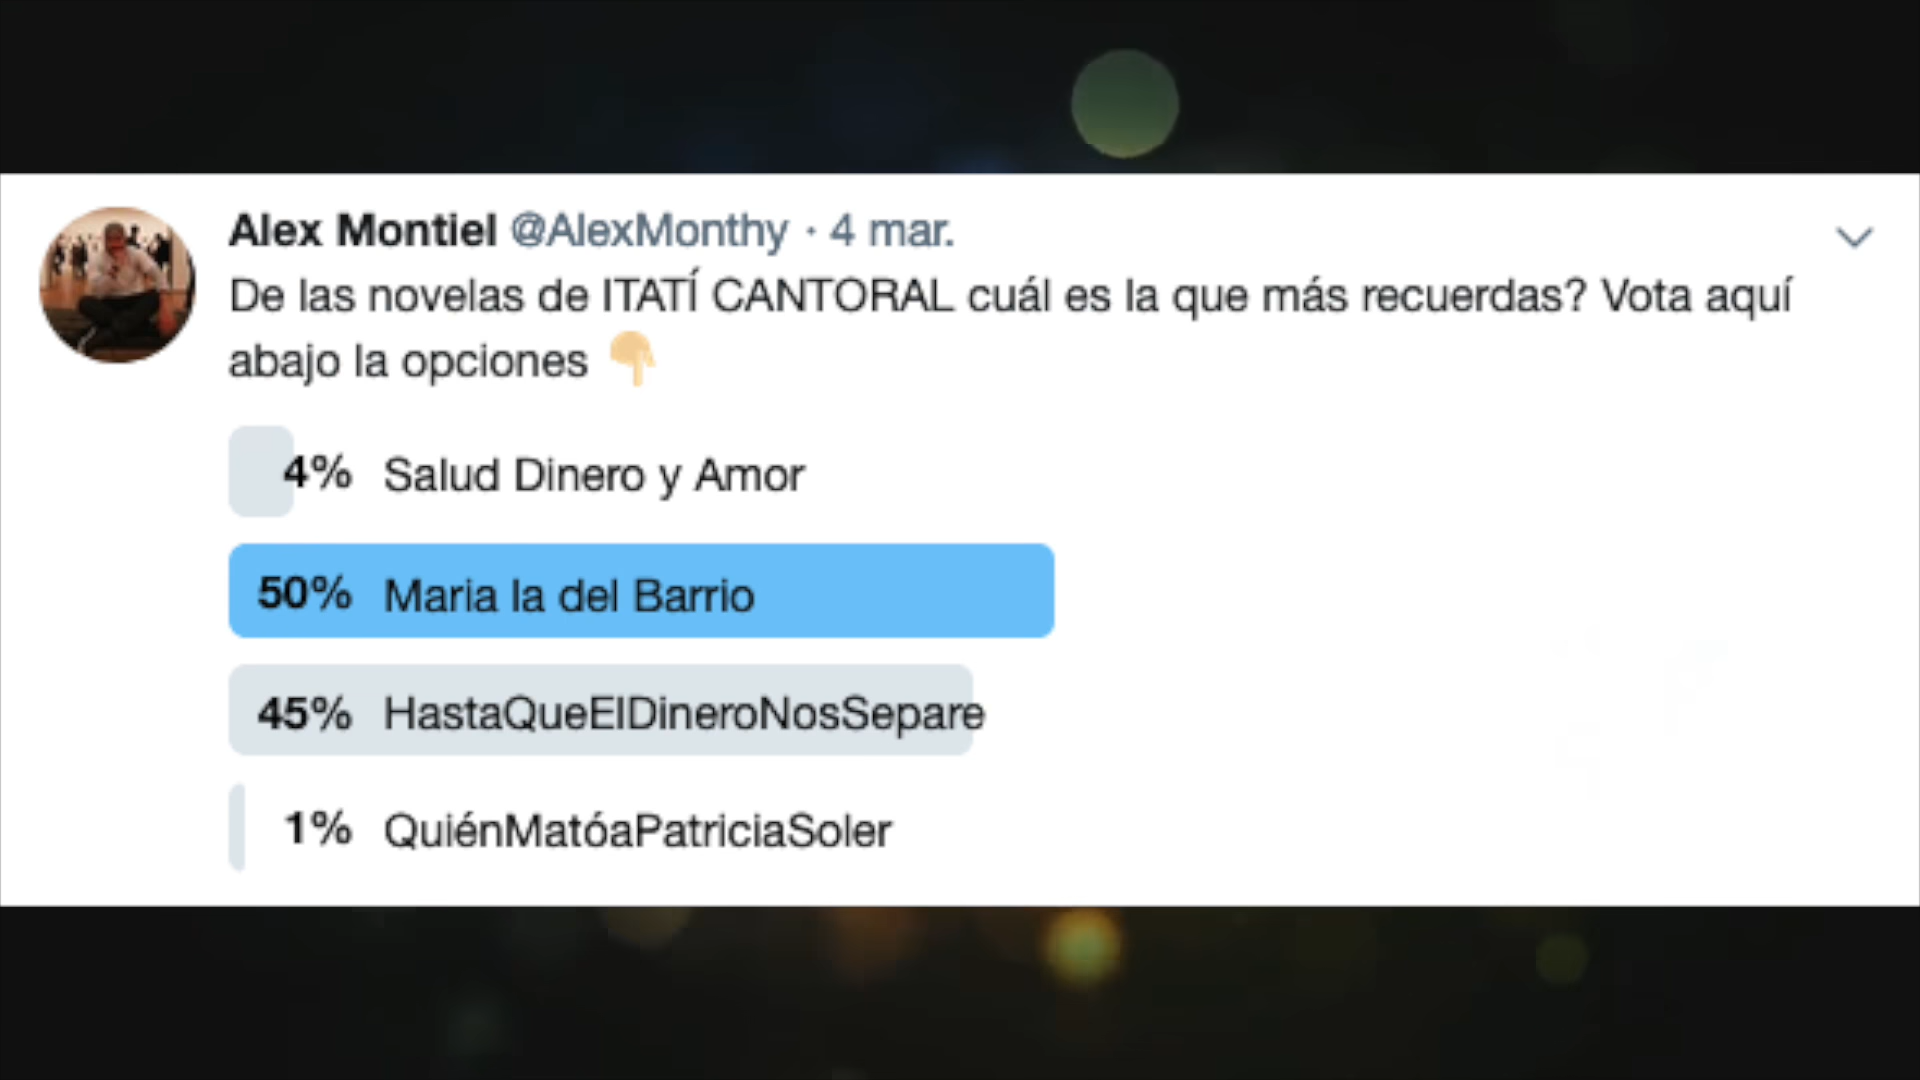 Alex Montiel @AlexMonthy · 4 mar.
De las novelas de ITATÍ CANTORAL cuál es la que más recuerdas? Vota aquí
abajo la opciones 👇🏼
4% Salud Dinero y Amor
50% Maria la del Barrio
45% HastaQueElDineroNosSepare
1% QuiénMatóaPatriciaSoler